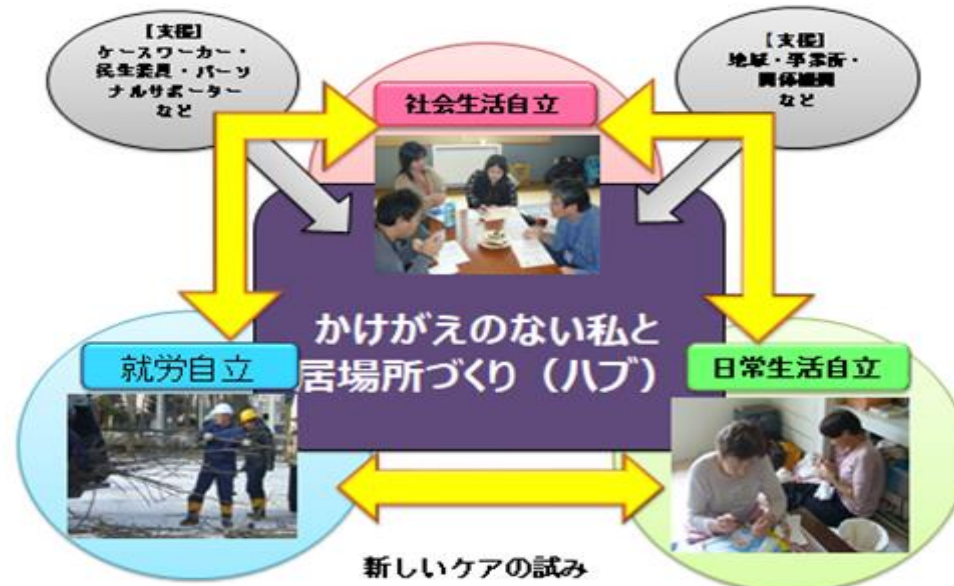 【支援】
ケースワーカー・
民生委員・パーソ
ナルサポーター
など
【支援】
地域・事業所・
関係機関
など
社会生活自立
かけがえのない私と
居場所づくり（ハブ）
就労自立
日常生活自立
新しいケアの試み